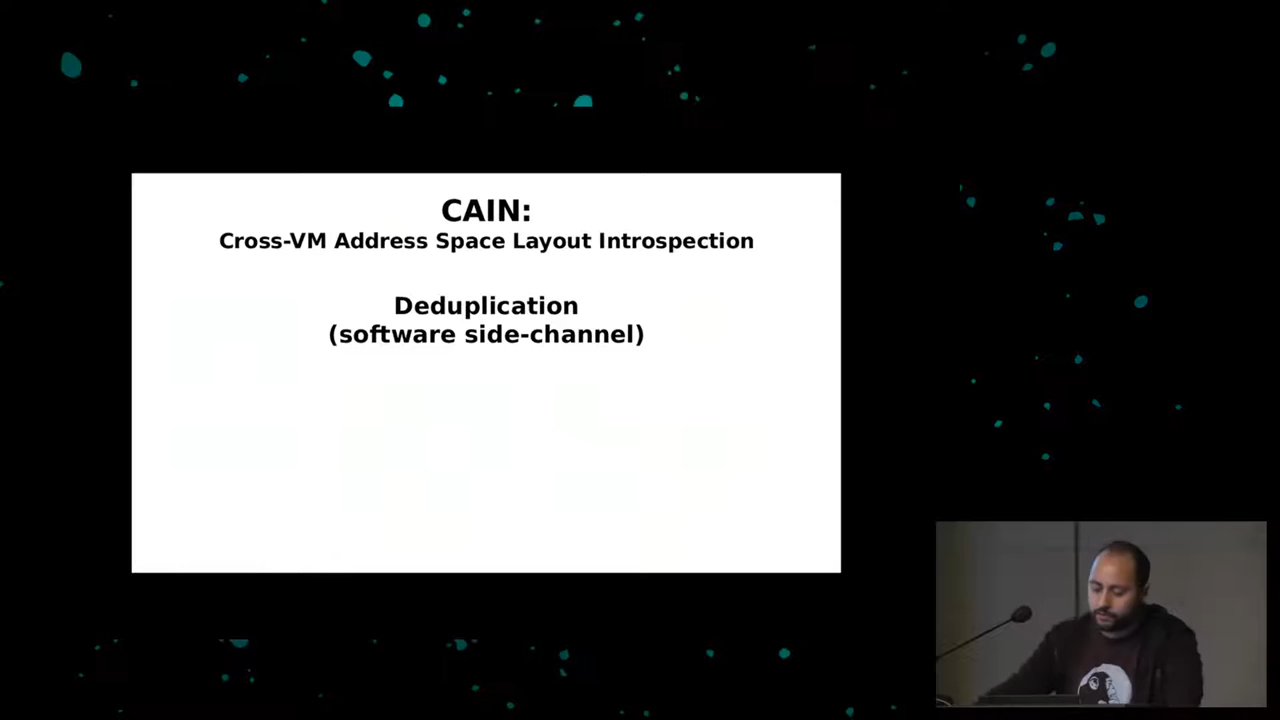 CAIN:
Cross-VM Address Space Layout Introspection
Deduplication
(software side-channel)